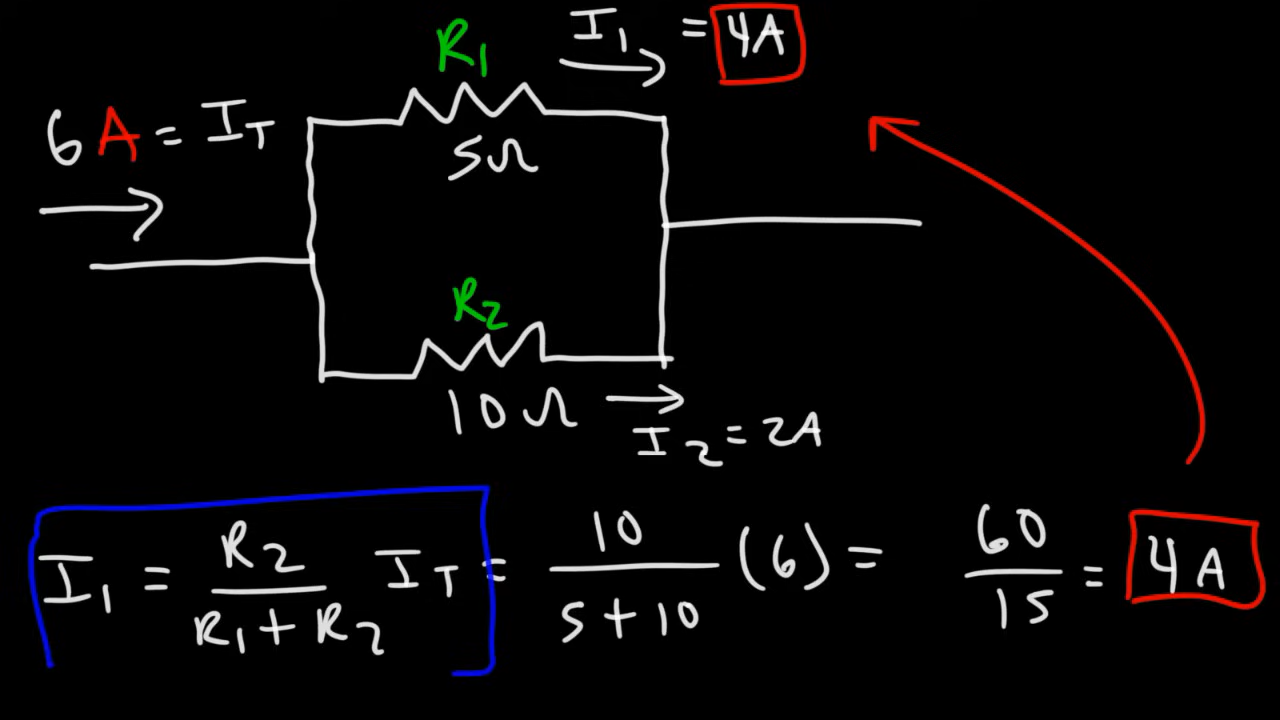 R1
I1 = 4A
6 A = IT
5Ω
R2
10Ω
I2 = 2A
I1 = R2 / R1 + R2 IT = 10 / 5 + 10 (6) = 60 / 15 = 4A